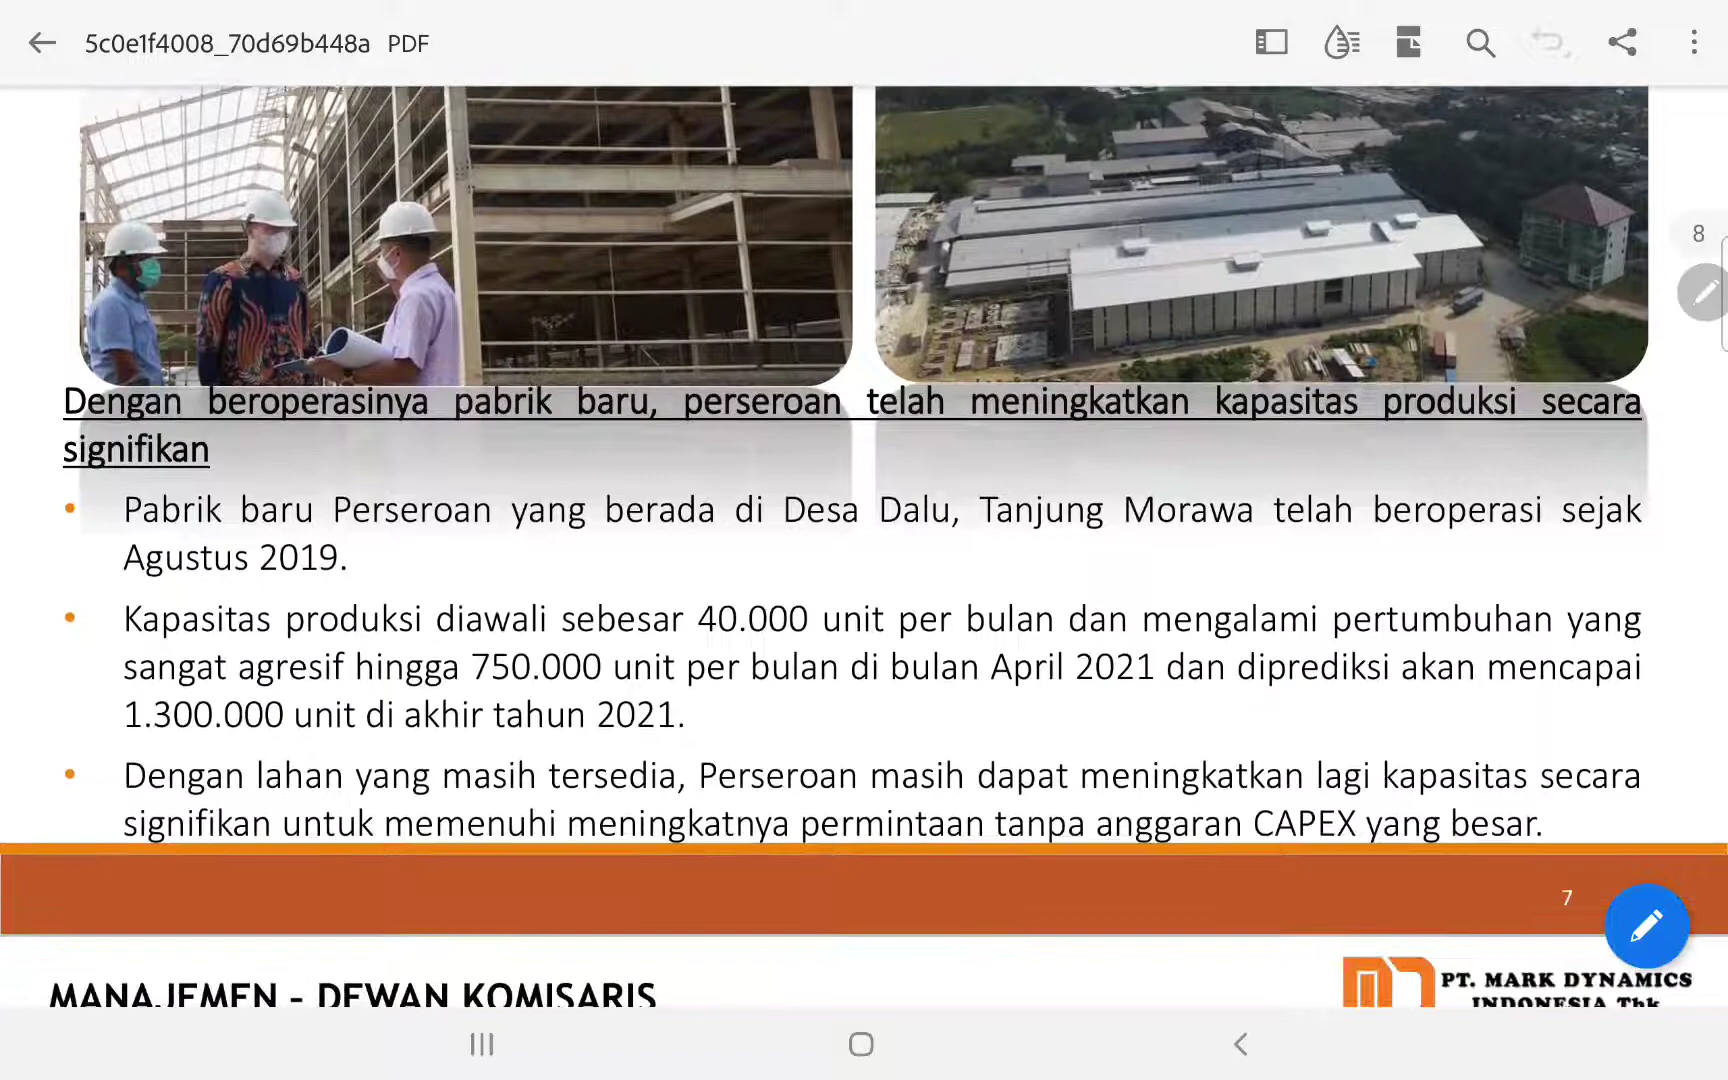 5c0e1f4008_70d69b448a PDF
8
Dengan beroperasinya pabrik baru, perseroan telah meningkatkan kapasitas produksi secara
signifikan
• Pabrik baru Perseroan yang berada di Desa Dalu, Tanjung Morawa telah beroperasi sejak
Agustus 2019.
• Kapasitas produksi diawali sebesar 40.000 unit per bulan dan mengalami pertumbuhan yang
sangat agresif hingga 750.000 unit per bulan di bulan April 2021 dan diprediksi akan mencapai
1.300.000 unit di akhir tahun 2021.
• Dengan lahan yang masih tersedia, Perseroan masih dapat meningkatkan lagi kapasitas secara
signifikan untuk memenuhi meningkatnya permintaan tanpa anggaran CAPEX yang besar.
7
MANAJEMEN - DEWAN KOMISARIS
PT. MARK DYNAMICS
INDONESIA Tbk